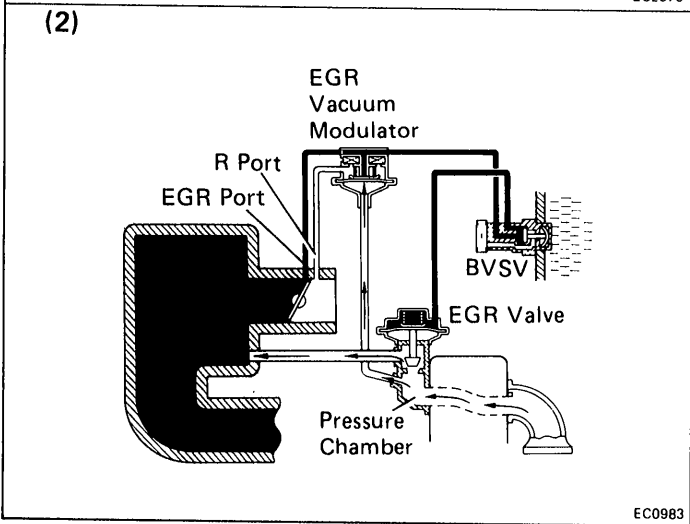 (2)
EGR
Vacuum
Modulator
R Port
EGR Port
BVSV
EGR Valve
Pressure
Chamber
EC0983